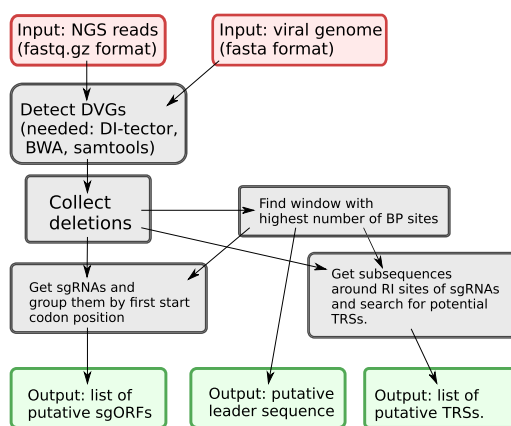 Input: NGS reads
(fastq.gz format)
Input: viral genome
(fasta format)
Detect DVGs
(needed: DI-tector,
BWA, samtools)
Collect
deletions
Find window with
highest number of BP sites
Get sgRNAs and
group them by first start
codon position
Get subsequences
around RI sites of sgRNAs
and search for potential
TRSs.
Output: list of
putative sgORFs
Output: putative
leader sequence
Output: list of
putative TRSs.